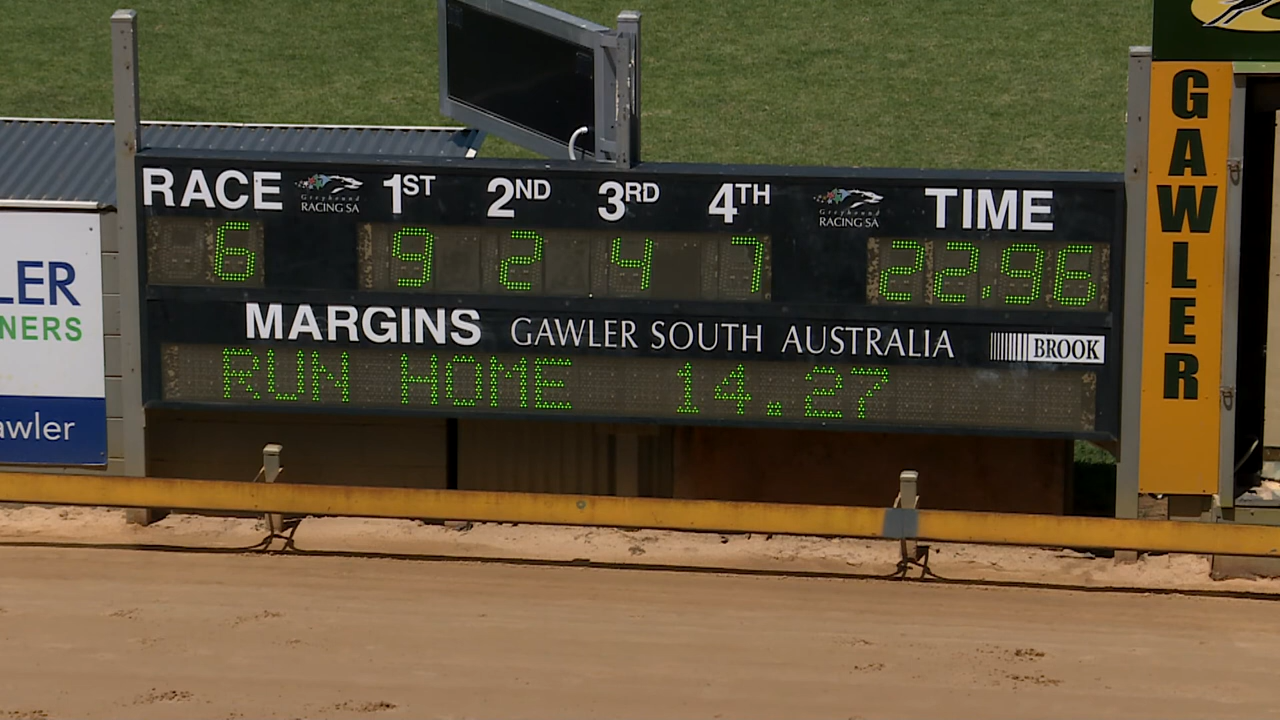 RACE Greyhound RACING SA 1ST 2ND 3RD 4TH Greyhound RACING SA TIME
6 9 2 4 7 22.96
MARGINS GAWLER SOUTH AUSTRALIA BROOK
RUN HOME 14.27
GAWLER
LER
NERS
awler